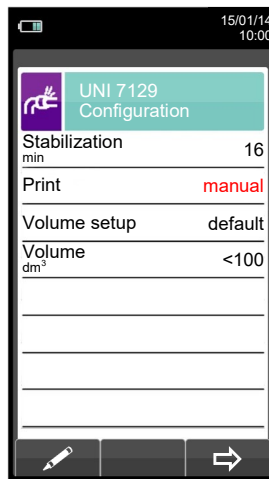 15/01/14
10:00
UNI 7129
Configuration
Stabilization
min
16
Print manual
Volume setup default
Volume
dm³
<100